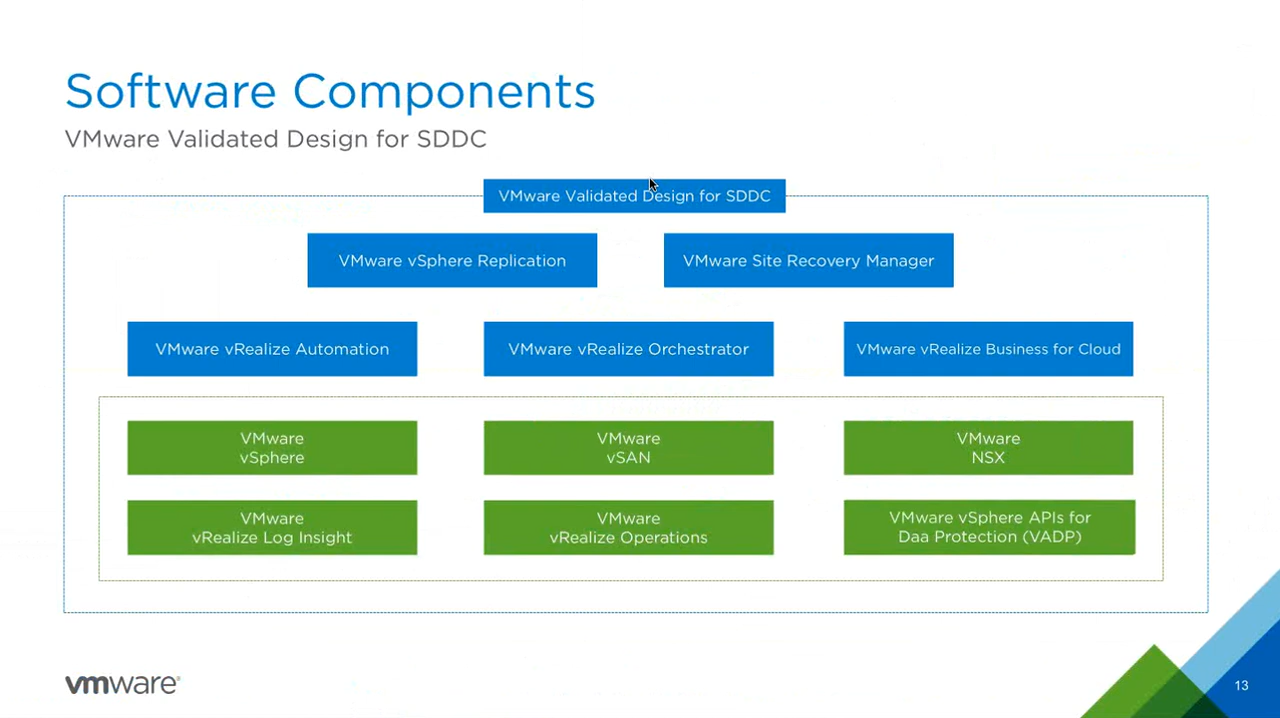 Software Components
VMware Validated Design for SDDC
VMware Validated Design for SDDC
VMware vSphere Replication
VMware Site Recovery Manager
VMware vRealize Automation
VMware vRealize Orchestrator
VMware vRealize Business for Cloud
VMware
vSphere
VMware
vSAN
VMware
NSX
VMware
vRealize Log Insight
VMware
vRealize Operations
VMware vSphere APIs for
Daa Protection (VADP)
vmware
13